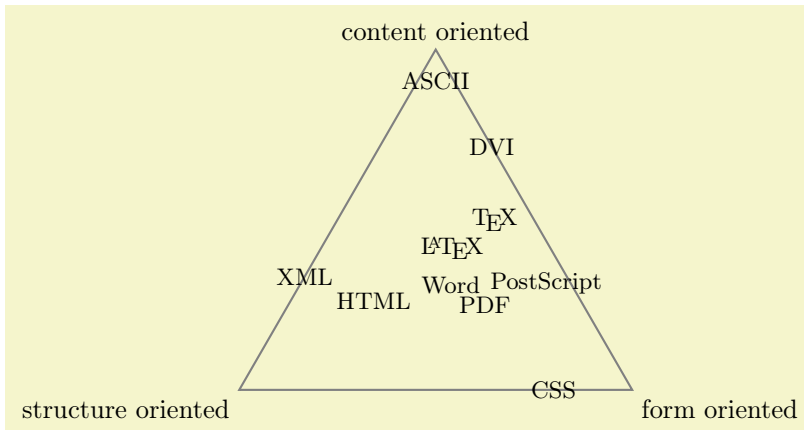 content oriented
ASCII
DVI
TEX
LATEX
XML
HTML
Word
PostScript
PDF
CSS
structure oriented
form oriented